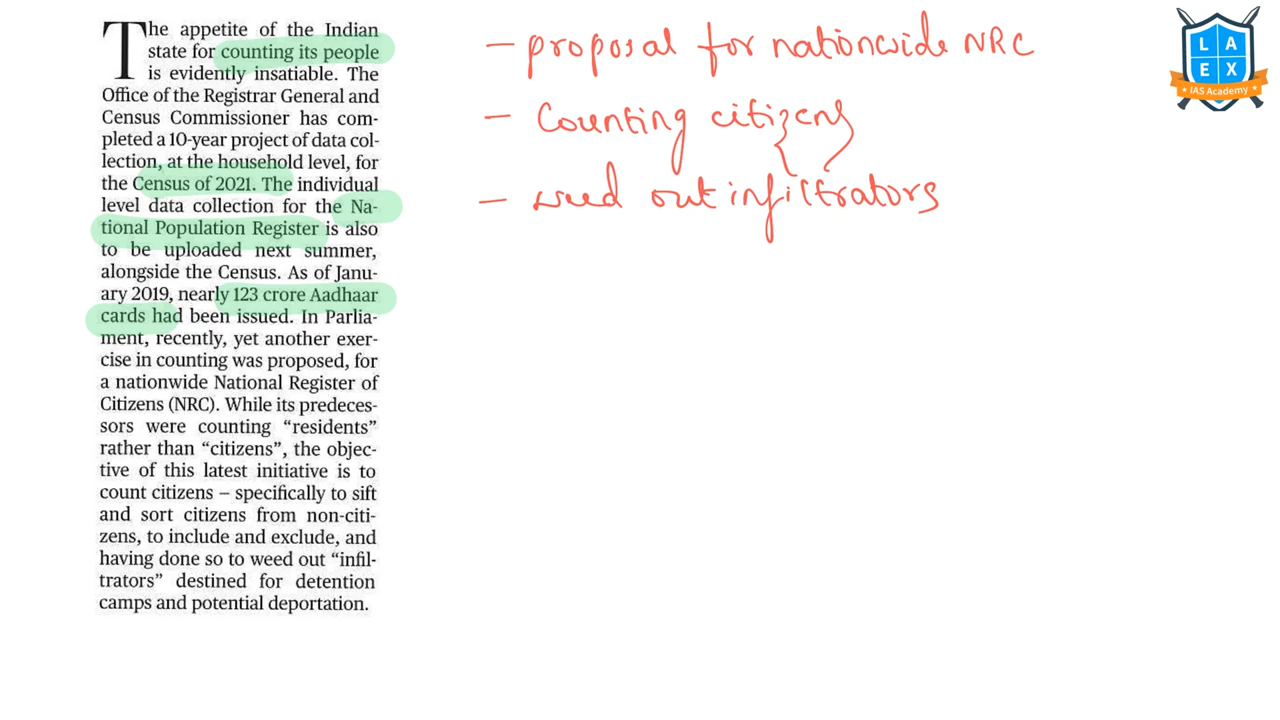 The appetite of the Indian
state for counting its people
is evidently insatiable. The
Office of the Registrar General and
Census Commissioner has com-
pleted a 10-year project of data col-
lection, at the household level, for
the Census of 2021. The individual
level data collection for the Na-
tional Population Register is also
to be uploaded next summer,
alongside the Census. As of Janu-
ary 2019, nearly 123 crore Aadhaar
cards had been issued. In Parlia-
ment, recently, yet another exer-
cise in counting was proposed, for
a nationwide National Register of
Citizens (NRC). While its predeces-
sors were counting “residents”
rather than “citizens”, the objec-
tive of this latest initiative is to
count citizens – specifically to sift
and sort citizens from non-citi-
zens, to include and exclude, and
having done so to weed out “infil-
trators” destined for detention
camps and potential deportation.
– proposal for nationwide NRC
– Counting citizens
– weed out infiltrators
L A
E X
IAS Academy